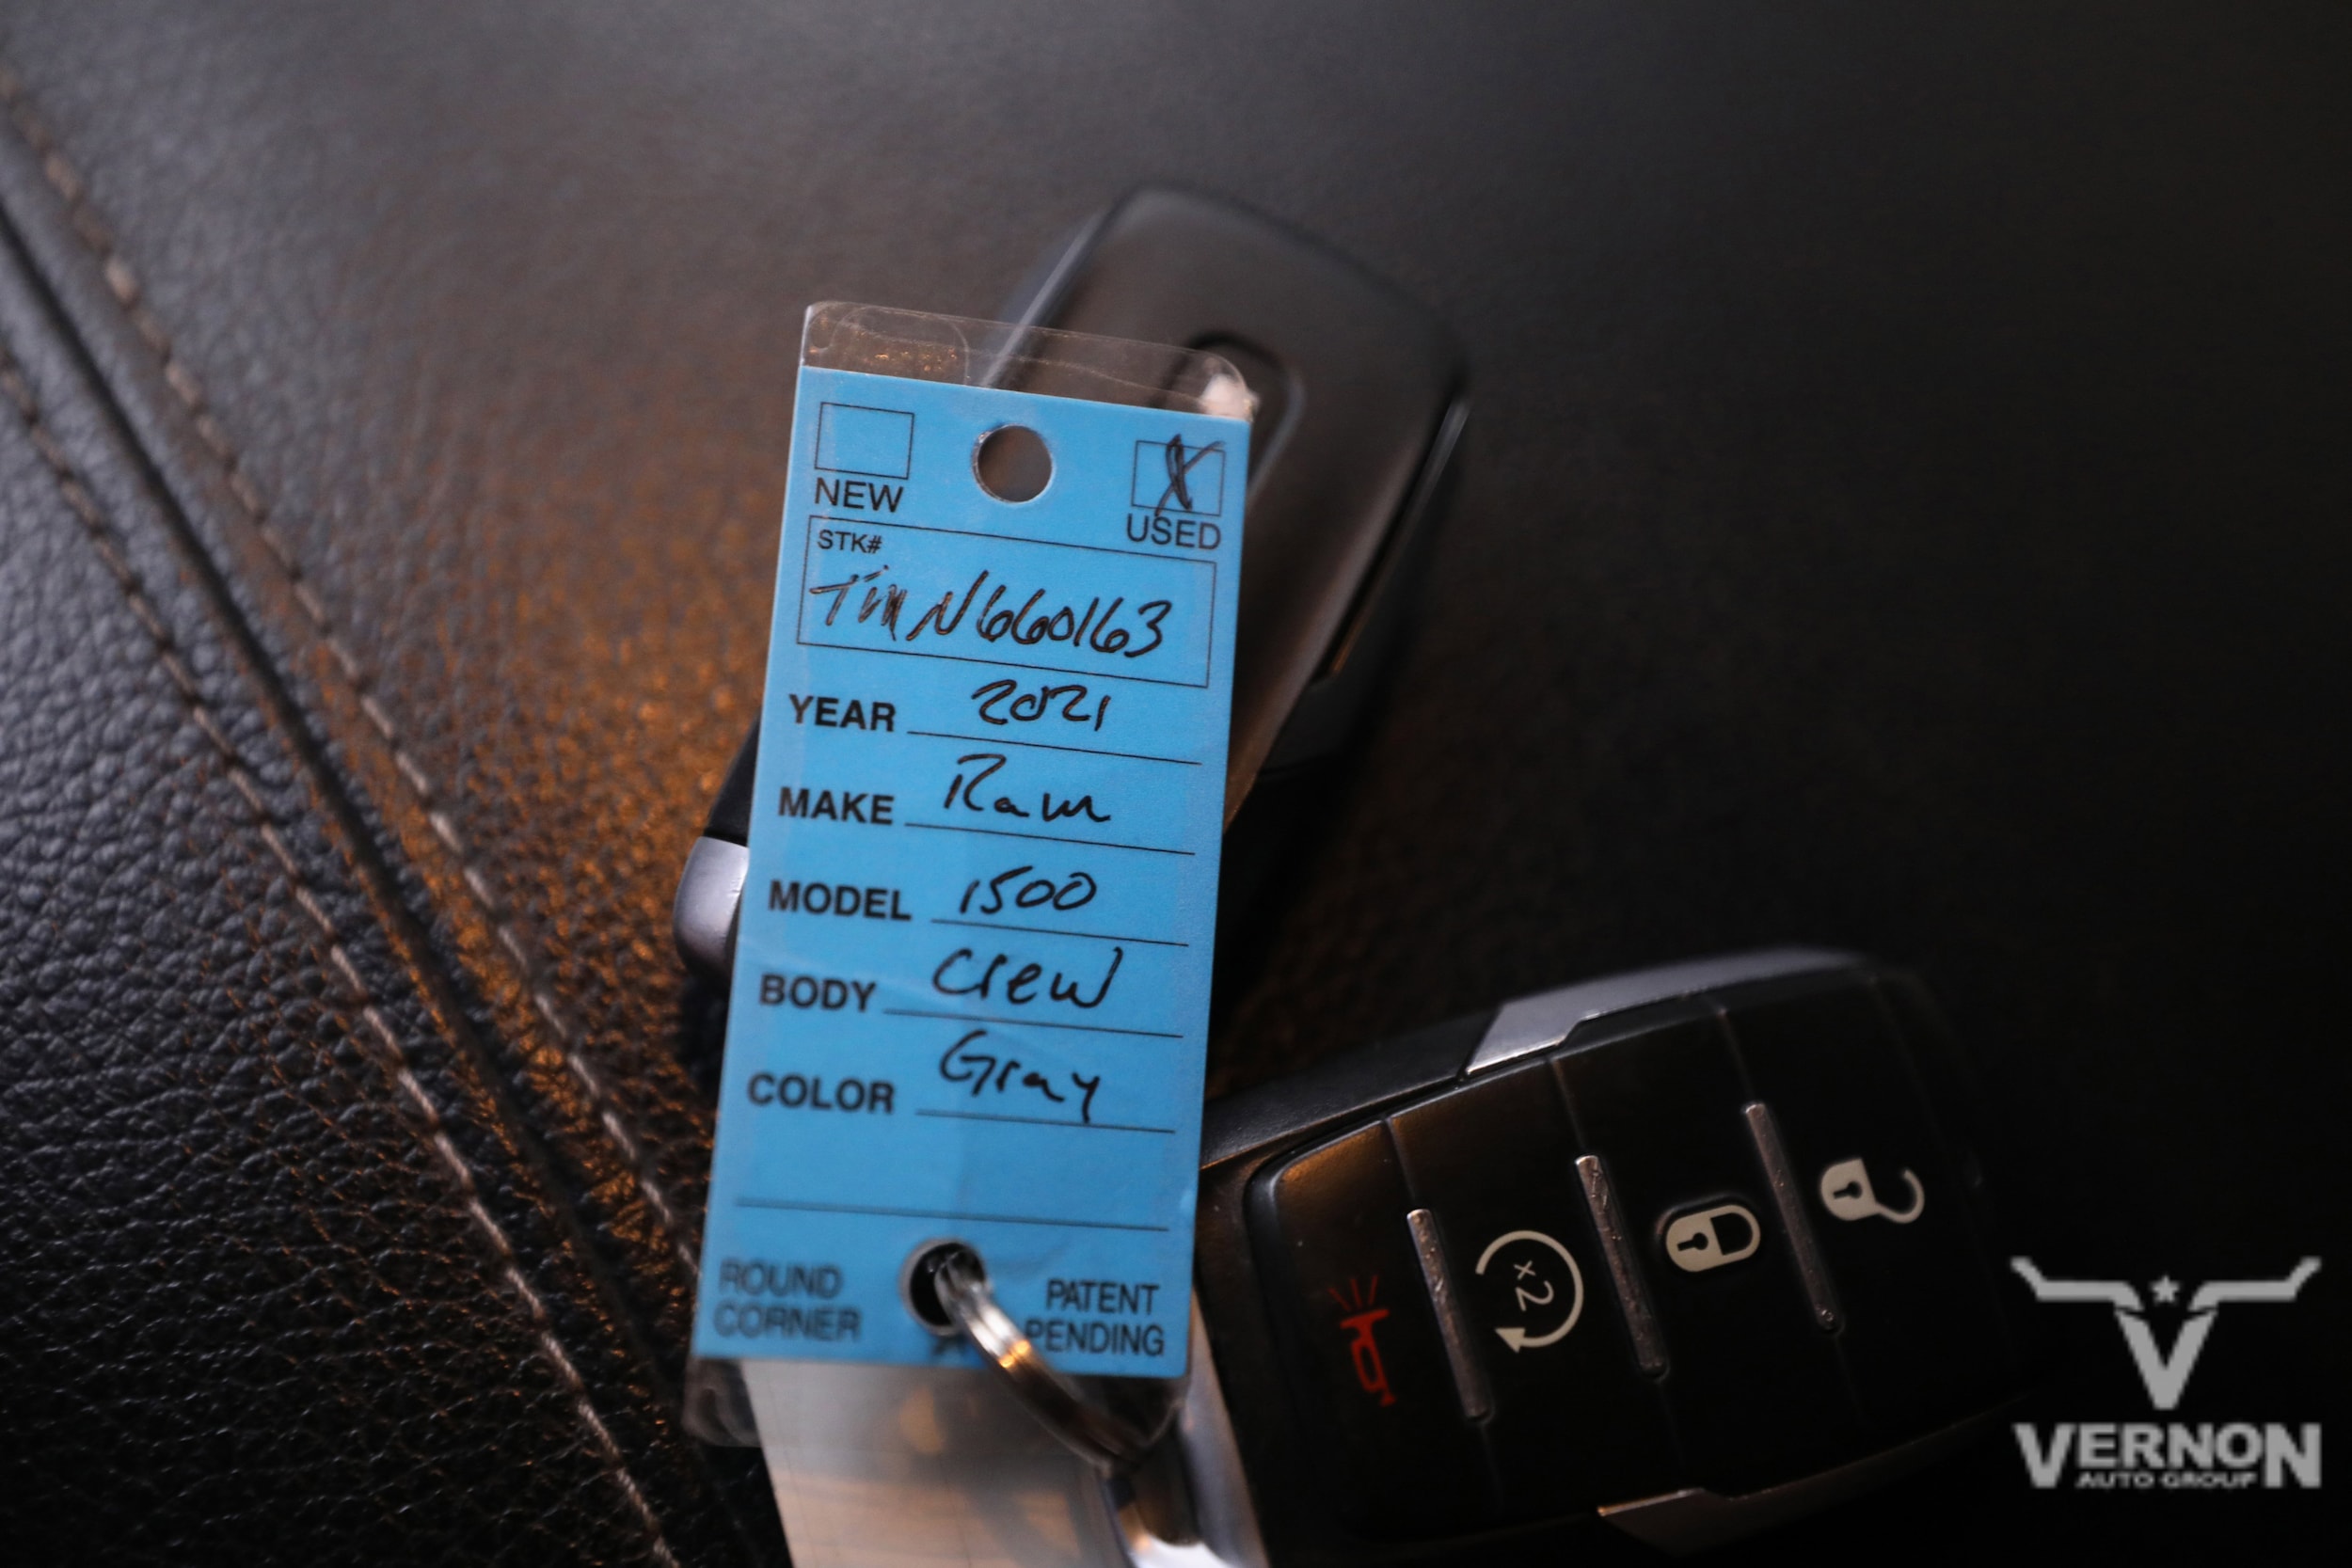 NEW
X
USED
STK#
N660163
YEAR 2021
MAKE Ram
MODEL 1500
BODY Crew
COLOR Gray
ROUND CORNER
PATENT PENDING
x2
VERNON
AUTO GROUP